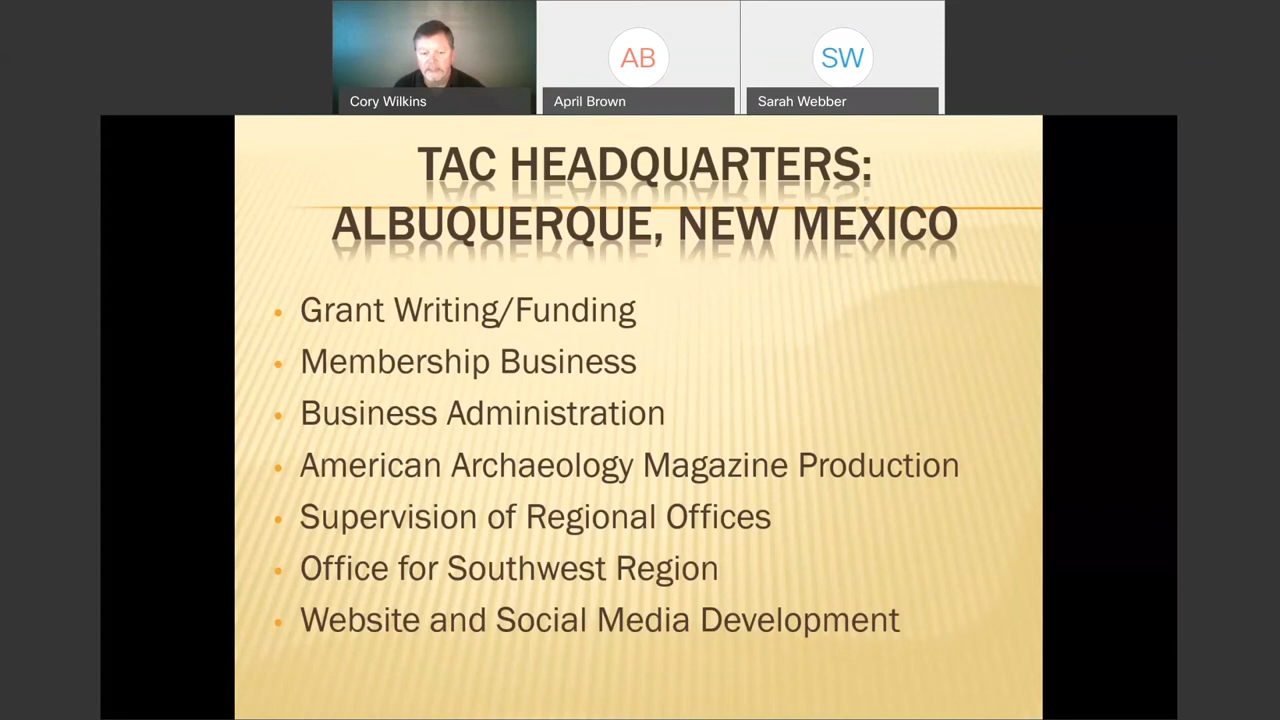 AB
SW
Cory Wilkins
April Brown
Sarah Webber
TAC HEADQUARTERS:
ALBUQUERQUE, NEW MEXICO
• Grant Writing/Funding
• Membership Business
• Business Administration
• American Archaeology Magazine Production
• Supervision of Regional Offices
• Office for Southwest Region
• Website and Social Media Development